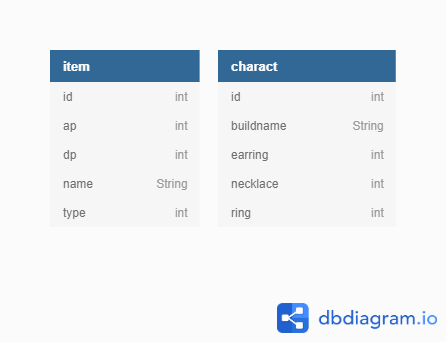 item
id int
ap int
dp int
name String
type int
charact
id int
buildname String
earring int
necklace int
ring int
dbdiagram.io